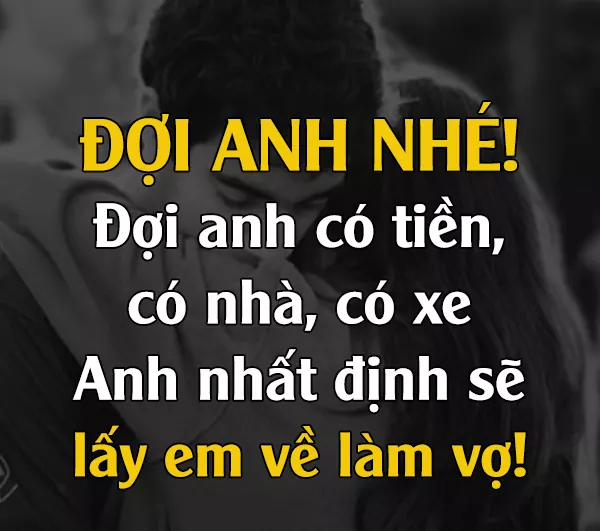 ĐỢI ANH NHÉ!
Đợi anh có tiền,
có nhà, có xe
Anh nhất định sẽ
lấy em về làm vợ!